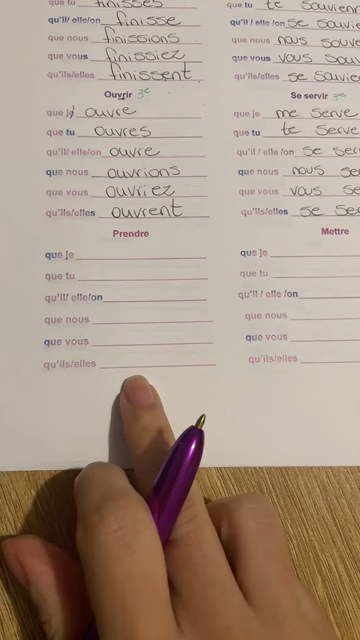 que tu finisses
qu'il/ elle/on finisse
que nous finissions
que vous finissiez
qu'ils/elles finissent
Ouvrir 3e
que j' ouvre
que tu ouvres
qu'il/ elle/on ouvre
que nous ouvrions
que vous ouvriez
qu'ils/elles ouvrent
Prendre
que je
que tu
qu'il/ elle/on
que nous
que vous
qu'ils/elles
que tu te
qu'il / elle /on se
que nous nous
que vous vous
qu'ils/elles se
Se servir 3e
que je me serve
que tu te serve
qu'il / elle /on se
que nous nous
que vous vous
qu'ils/elles se
Mettre
que je
que tu
qu'il / elle /on
que nous
que vous
qu'ils/elles